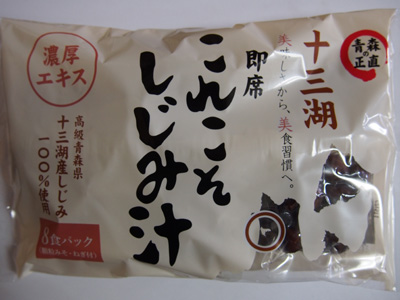 青森
の
正直
十三湖
美味しさから、美食習慣へ。
即席
これこそ
しじみ汁
濃厚
エキス
高級青森県
十三湖産しじみ
一〇〇%使用
8食パック